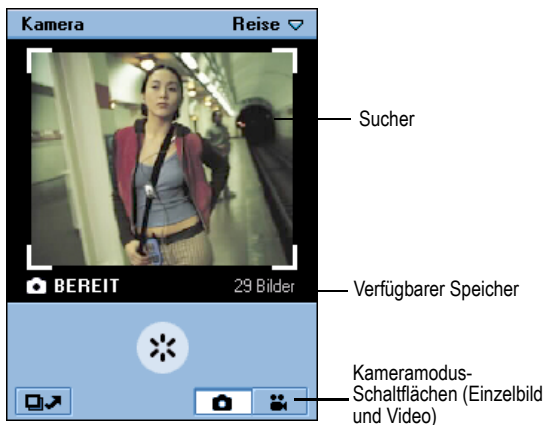 Kamera Reise
Sucher
BEREIT 29 Bilder
Verfügbarer Speicher
Kameramodus-
Schaltflächen (Einzelbild
und Video)